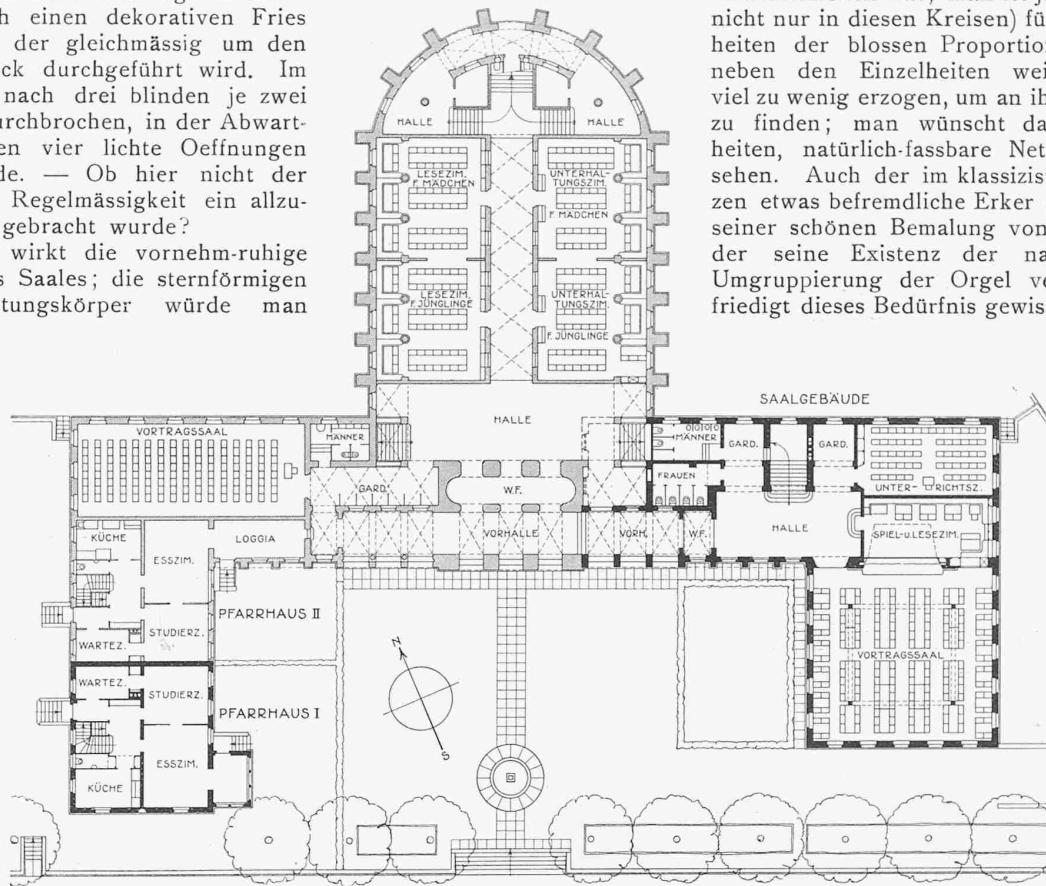 h einen dekorativen Fries
der gleichmässig um den
ck durchgeführt wird. Im
nach drei blinden je zwei
urchbrochen, in der Abwart-
en vier lichte Oeffnungen
de. — Ob hier nicht der
Regelmässigkeit ein allzu-
gebracht wurde?
wirkt die vornehm-ruhige
s Saales; die sternförmigen
tungskörper würde man
nicht nur in diesen Kreisen) fü
heiten der blossen Proportion
neben den Einzelheiten wei
viel zu wenig erzogen, um an ih
zu finden; man wünscht da
heiten, natürlich-fassbare Net
sehen. Auch der im klassizist
zen etwas befremdliche Erker
seiner schönen Bemalung von
der seine Existenz der na
Umgruppierung der Orgel ve
friedigt dieses Bedürfnis gewis
HALLE
HALLE
LESEZIM.
F. MÄDCHEN
UNTERHAL-
TUNGSZIM.
F. MÄDCHEN
LESEZIM.
F. JÜNGLINGE
UNTERHAL-
TUNGSZIM.
F. JÜNGLINGE
HALLE
SAALGEBÄUDE
VORTRAGSSAAL
MÄNNER
GARD.
W.F.
MÄNNER
GARD.
GARD.
FRAUEN
UNTER-RICHTSZ.
HALLE
SPIEL-u.LESEZIM.
KÜCHE
ESSZIM.
LOGGIA
VORHALLE
VORH.
W.F.
PFARRHAUS II
WARTEZ.
STUDIERZ.
VORTRAGSSAAL
N
S
WARTEZ.
STUDIERZ.
PFARRHAUS I
ESSZIM.
KÜCHE